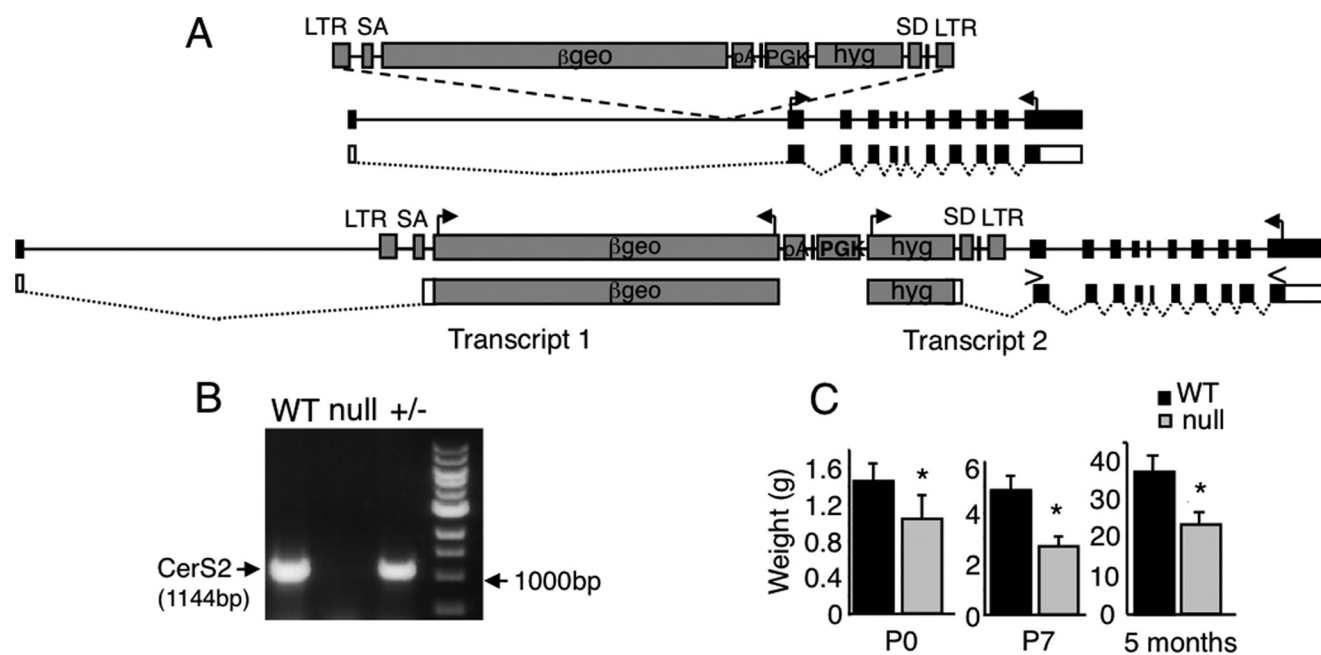 A
LTR SA SD LTR
βgeo pA PGK hyg
LTR SA SD LTR
βgeo pA PGK hyg
βgeo hyg
> <
Transcript 1 Transcript 2
B
WT null +/-
CerS2
(1144bp)
1000bp
C
WT
null
Weight (g)
1.6
1.2
0.8
0.4
0
*
P0
6
4
2
0
*
P7
40
30
20
10
0
*
5 months